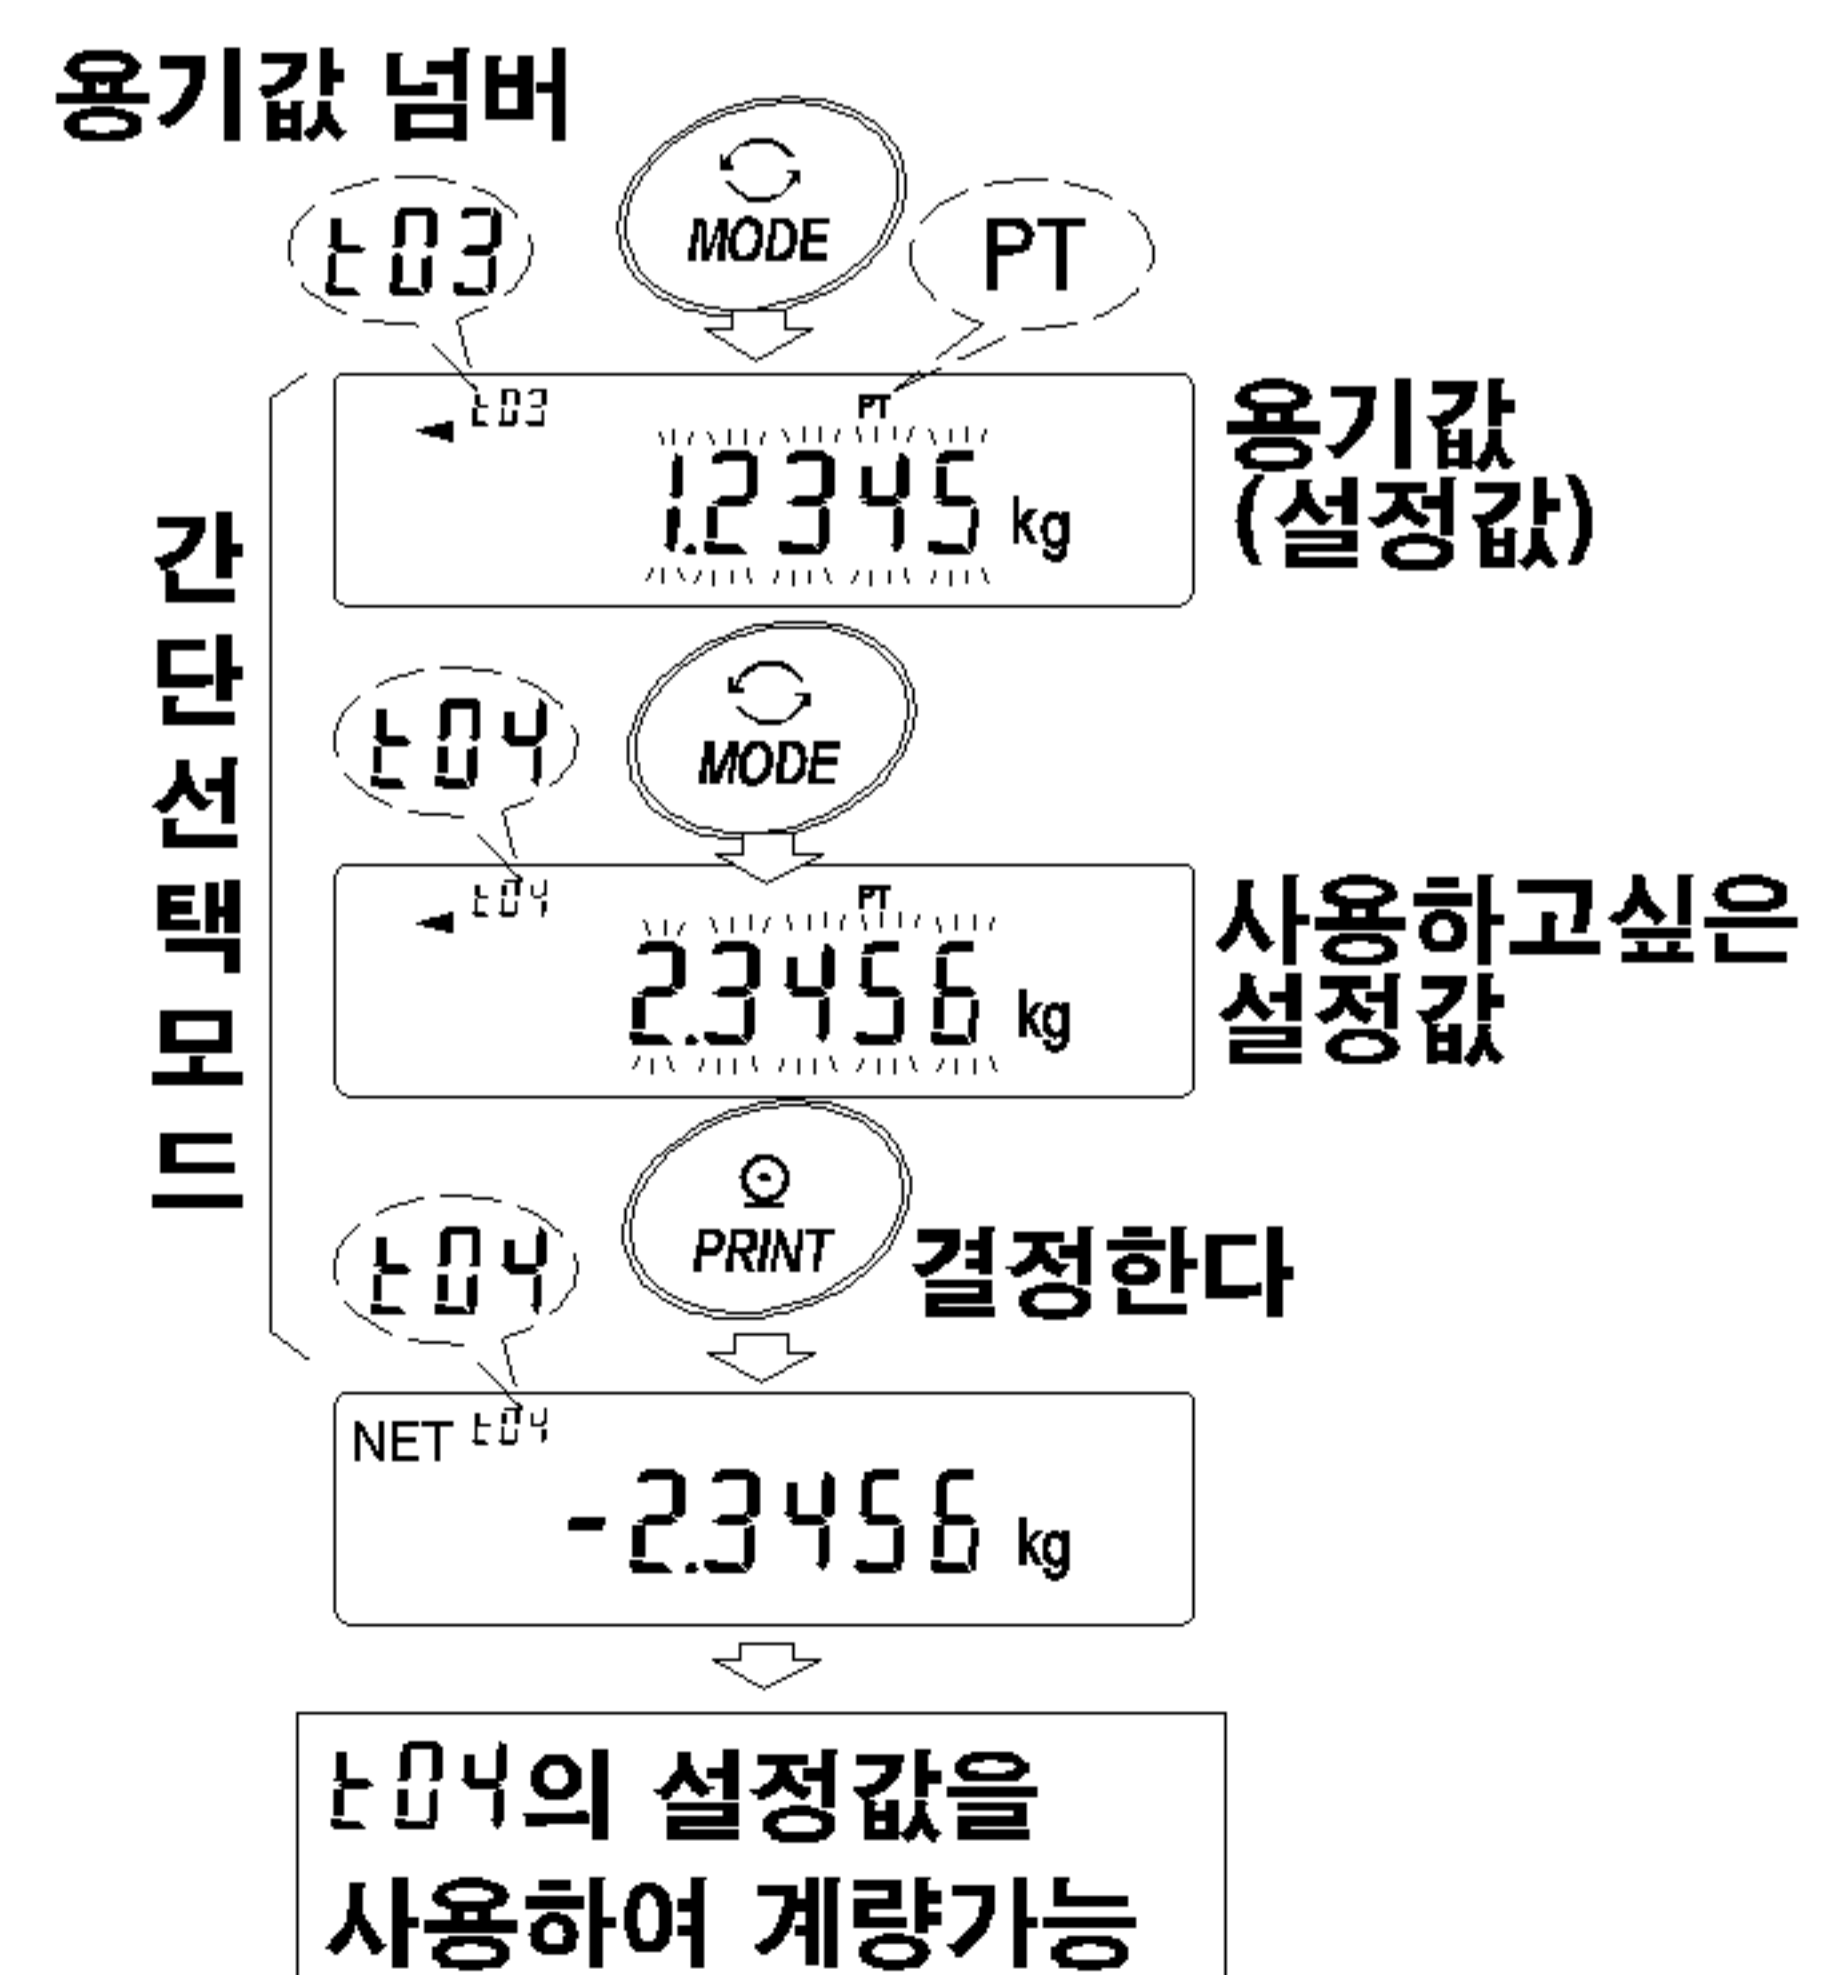 용기값 넘버
t03
MODE
PT
t03
PT
1.2345 kg
용기값
(설정값)
간단선택모드
t04
MODE
t04
PT
2.3456 kg
사용하고싶은
설정값
t04
PRINT
결정한다
NET t04
-2.3456 kg
t04의 설정값을
사용하여 계량가능